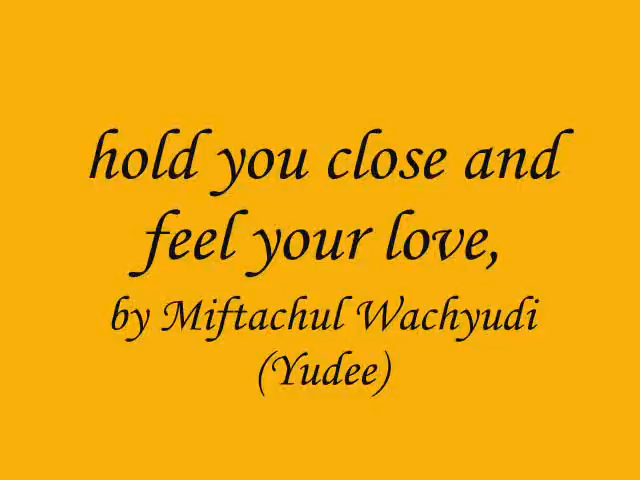 hold you close and
feel your love,
by Miftachul Wachyudi
(Yudee)